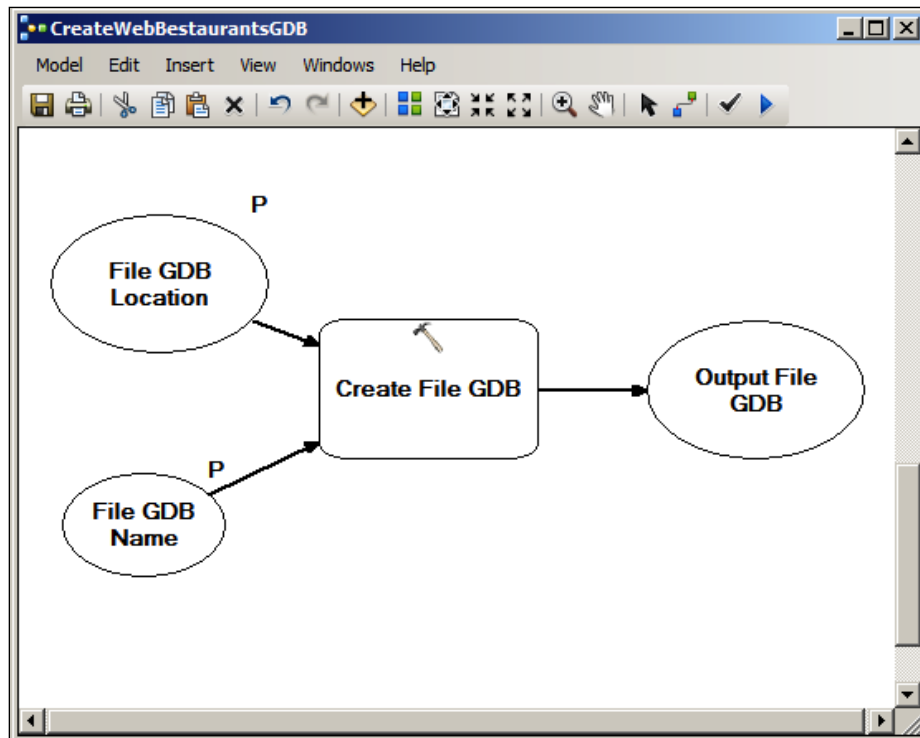 CreateWebBestaurantsGDB
Model Edit Insert View Windows Help
P
File GDB
Location
Create File GDB
Output File
GDB
P
File GDB
Name